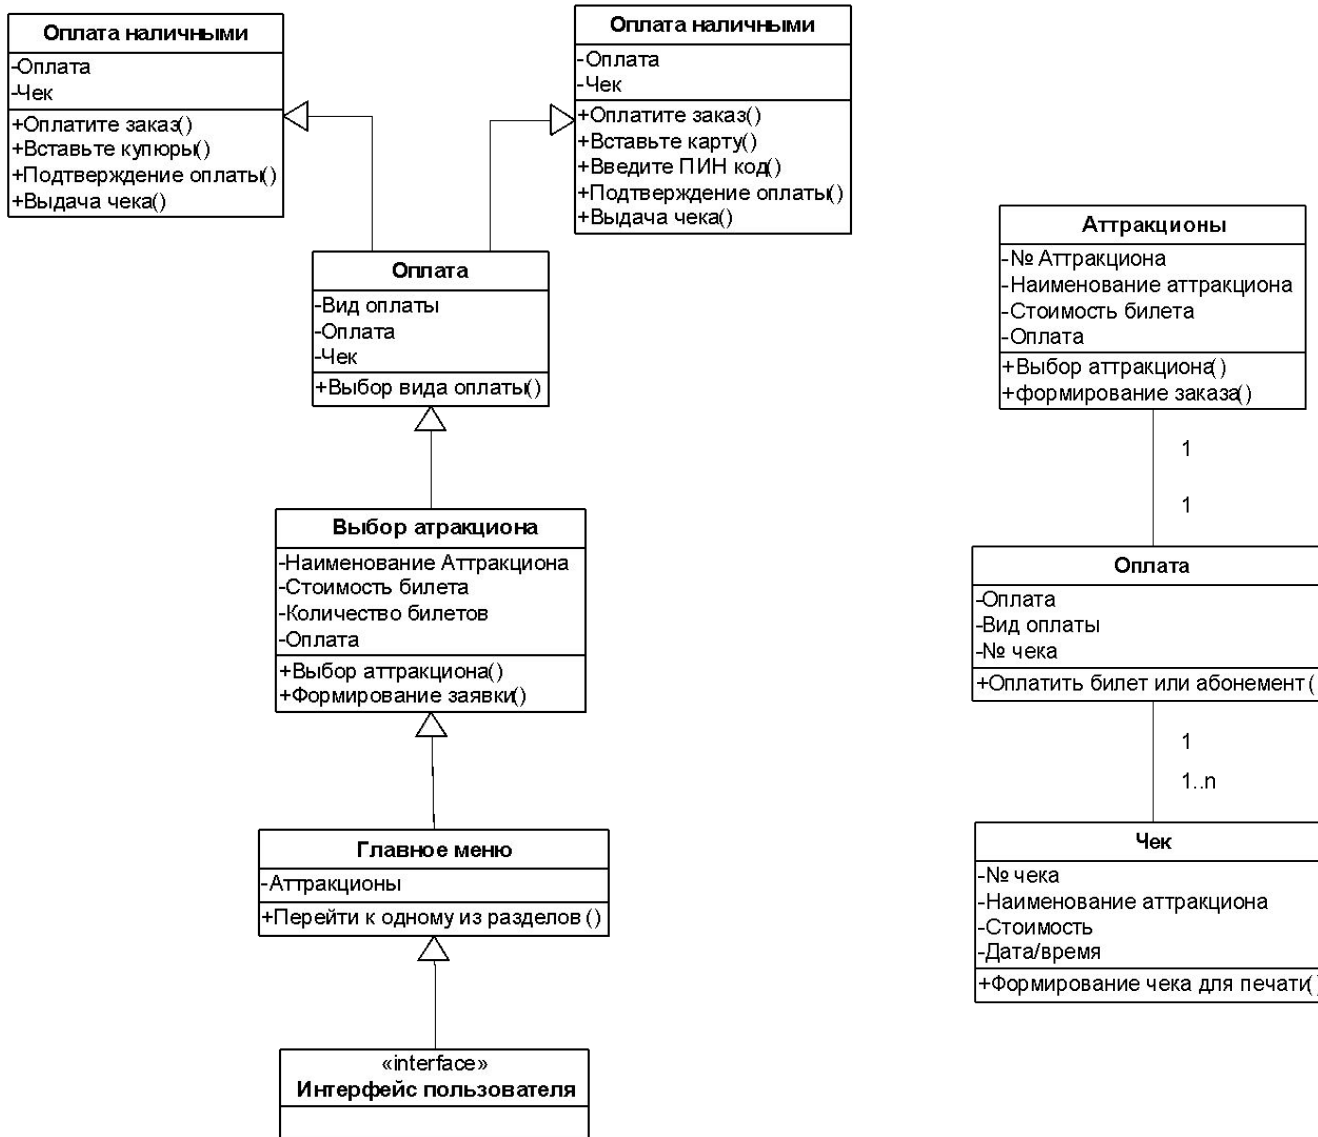 Оплата наличными
-Оплата
-Чек
+Оплатите заказ()
+Вставьте купюры()
+Подтверждение оплаты()
+Выдача чека()
Оплата наличными
-Оплата
-Чек
+Оплатите заказ()
+Вставьте карту()
+Введите ПИН код()
+Подтверждение оплаты()
+Выдача чека()
Оплата
-Вид оплаты
-Оплата
-Чек
+Выбор вида оплаты()
Выбор атракциона
-Наименование Аттракциона
-Стоимость билета
-Количество билетов
-Оплата
+Выбор аттракциона()
+Формирование заявки()
Главное меню
-Аттракционы
+Перейти к одному из разделов ()
«interface»
Интерфейс пользователя
Аттракционы
-№ Аттракциона
-Наименование аттракциона
-Стоимость билета
-Оплата
+Выбор аттракциона()
+формирование заказа()
1
1
Оплата
-Оплата
-Вид оплаты
-№ чека
+Оплатить билет или абонемент (
1
1..n
Чек
-№ чека
-Наименование аттракциона
-Стоимость
-Дата/время
+Формирование чека для печати()